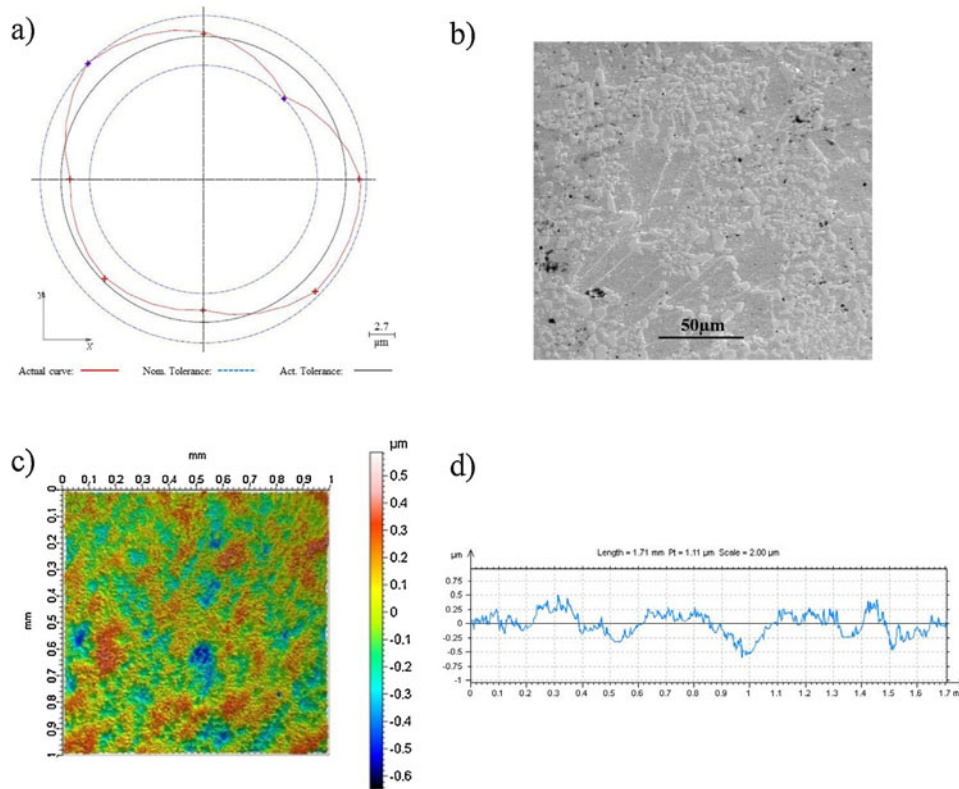 a)
y
x
2.7
µm
Actual curve:
Nom. Tolerance:
Act. Tolerance:
b)
50µm
c)
mm
0 0.1 0.2 0.3 0.4 0.5 0.6 0.7 0.8 0.9 1
mm
0
0.1
0.2
0.3
0.4
0.5
0.6
0.7
0.8
0.9
1
µm
0.5
0.4
0.3
0.2
0.1
0
-0.1
-0.2
-0.3
-0.4
-0.5
-0.6
d)
µm
Length = 1.71 mm Pt = 1.11 µm Scale = 2.00 µm
0.75
0.5
0.25
0
-0.25
-0.5
-0.75
-1
0 0.1 0.2 0.3 0.4 0.5 0.6 0.7 0.8 0.9 1 1.1 1.2 1.3 1.4 1.5 1.6 1.7 m